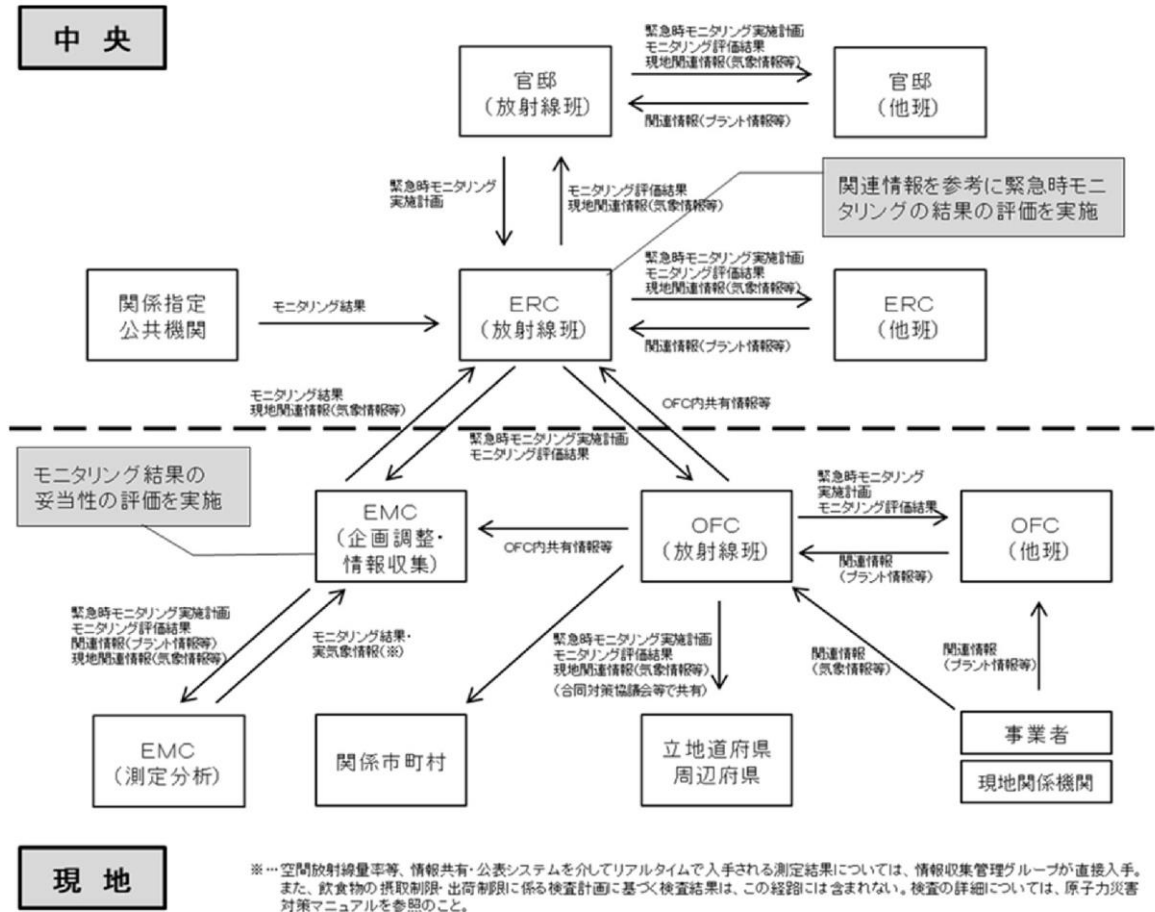 中 央
緊急時モニタリング実施計画
モニタリング評価結果
現地関連情報(気象情報等)
官邸
(放射線班)
官邸
(他班)
関連情報(プラント情報等)
緊急時モニタリング
実施計画
モニタリング評価結果
現地関連情報(気象情報等)
関連情報を参考に緊急時モニ
タリングの結果の評価を実施
緊急時モニタリング実施計画
モニタリング評価結果
現地関連情報(気象情報等)
関係指定
公共機関
モニタリング結果
ERC
(放射線班)
ERC
(他班)
関連情報(プラント情報等)
モニタリング結果
現地関連情報(気象情報等)
OFC内共有情報等
緊急時モニタリング実施計画
モニタリング評価結果
モニタリング結果の
妥当性の評価を実施
EMC
(企画調整・
情報収集)
OFC内共有情報等
OFC
(放射線班)
緊急時モニタリング
実施計画
モニタリング評価結果
OFC
(他班)
関連情報
(プラント情報等)
緊急時モニタリング実施計画
モニタリング評価結果
関連情報(プラント情報等)
現地関連情報(気象情報等)
モニタリング結果・
実気象情報(※)
緊急時モニタリング実施計画
モニタリング評価結果
現地関連情報(気象情報等)
(合同対策協議会等で共有)
関連情報
(気象情報等)
関連情報
(プラント情報等)
EMC
(測定分析)
関係市町村
立地道府県
周辺府県
事業者
現地関係機関
現 地
※…空間放射線量率等、情報共有・公表システムを介してリアルタイムで入手される測定結果については、情報収集管理グループが直接入手。
また、飲食物の摂取制限・出荷制限に係る検査計画に基づく検査結果は、この経路には含まれない。検査の詳細については、原子力災害
対策マニュアルを参照のこと。